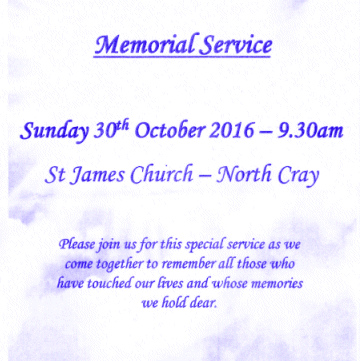 Memorial Service
Sunday 30th October 2016 – 9.30am
St James Church – North Cray
Please join us for this special service as we
come together to remember all those who
have touched our lives and whose memories
we hold dear.